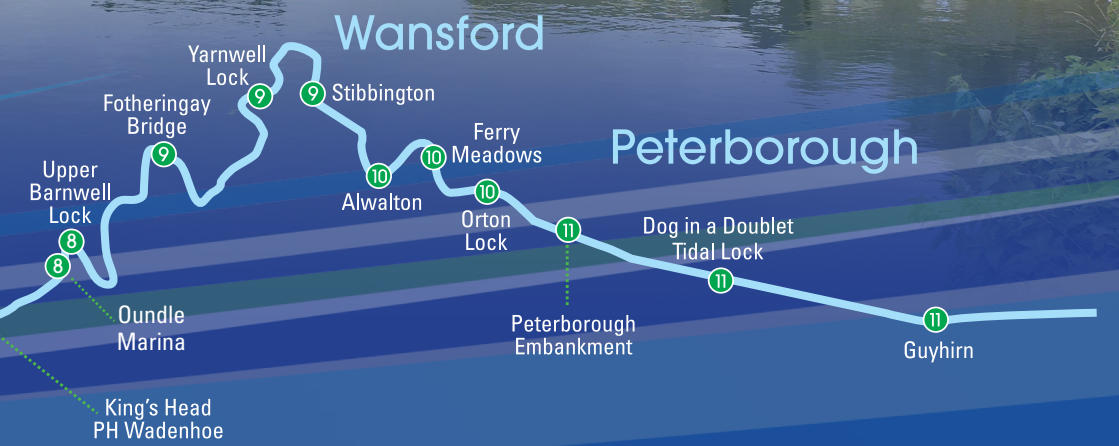 Wansford
Yarnwell
Lock
9
9
Stibbington
Fotheringay
Bridge
9
Ferry
Meadows
10
Peterborough
Upper
Barnwell
Lock
10
Alwalton
10
Orton
Lock
8
8
11
Dog in a Doublet
Tidal Lock
11
Oundle
Marina
Peterborough
Embankment
11
Guyhirn
King's Head
PH Wadenhoe